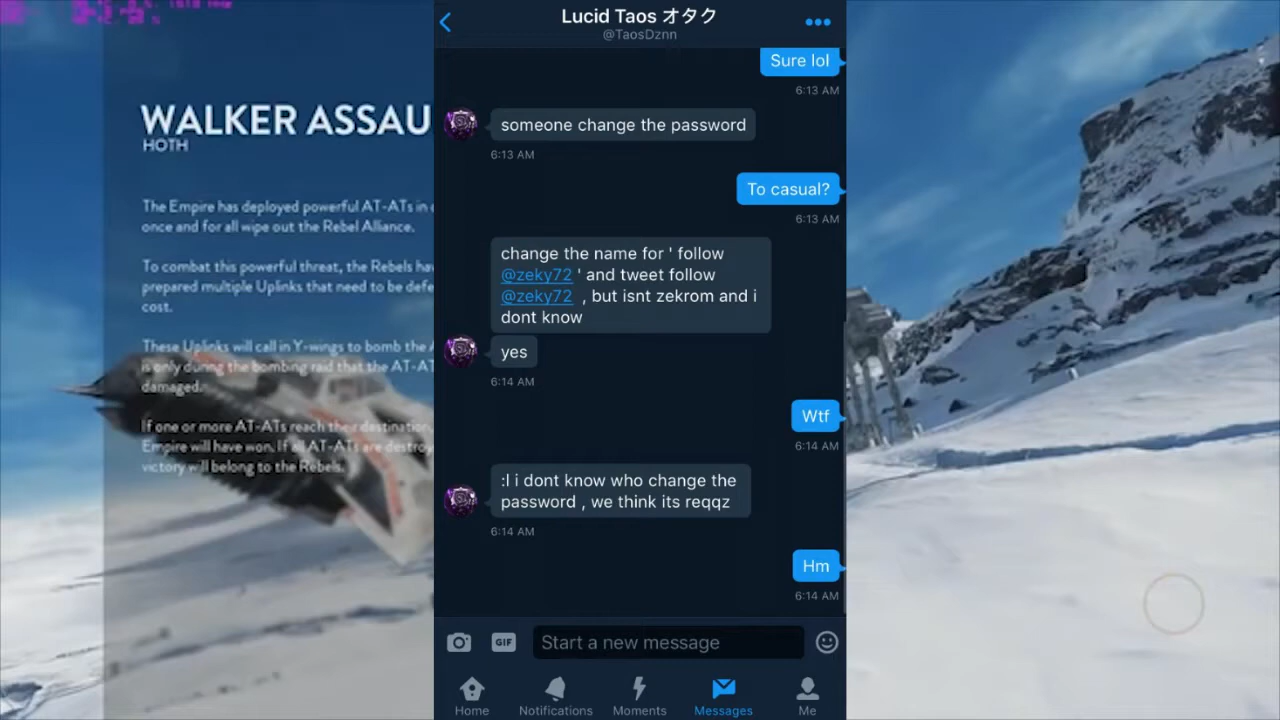 Lucid Taos オタク
@TaosDznn
Sure lol
6:13 AM
someone change the password
6:13 AM
To casual?
6:13 AM
change the name for ' follow
@zeky72 ' and tweet follow
@zeky72 , but isnt zekrom and i
dont know
yes
6:14 AM
Wtf
6:14 AM
:l i dont know who change the
password , we think its reqqz
6:14 AM
Hm
6:14 AM
GIF
Start a new message
Home
Notifications
Moments
Messages
Me
WALKER ASSAU
HOTH
The Empire has deployed powerful AT-ATs in
once and for all wipe out the Rebel Alliance.
To combat this powerful threat, the Rebels ha
prepared multiple Uplinks that need to be defe
cost.
These Uplinks will call in Y-wings to bomb the
is only during the bombing raid that the AT-AT
damaged.
If one or more AT-ATs reach their destination,
Empire will have won. If all AT-ATs are destroy
victory will belong to the Rebels.